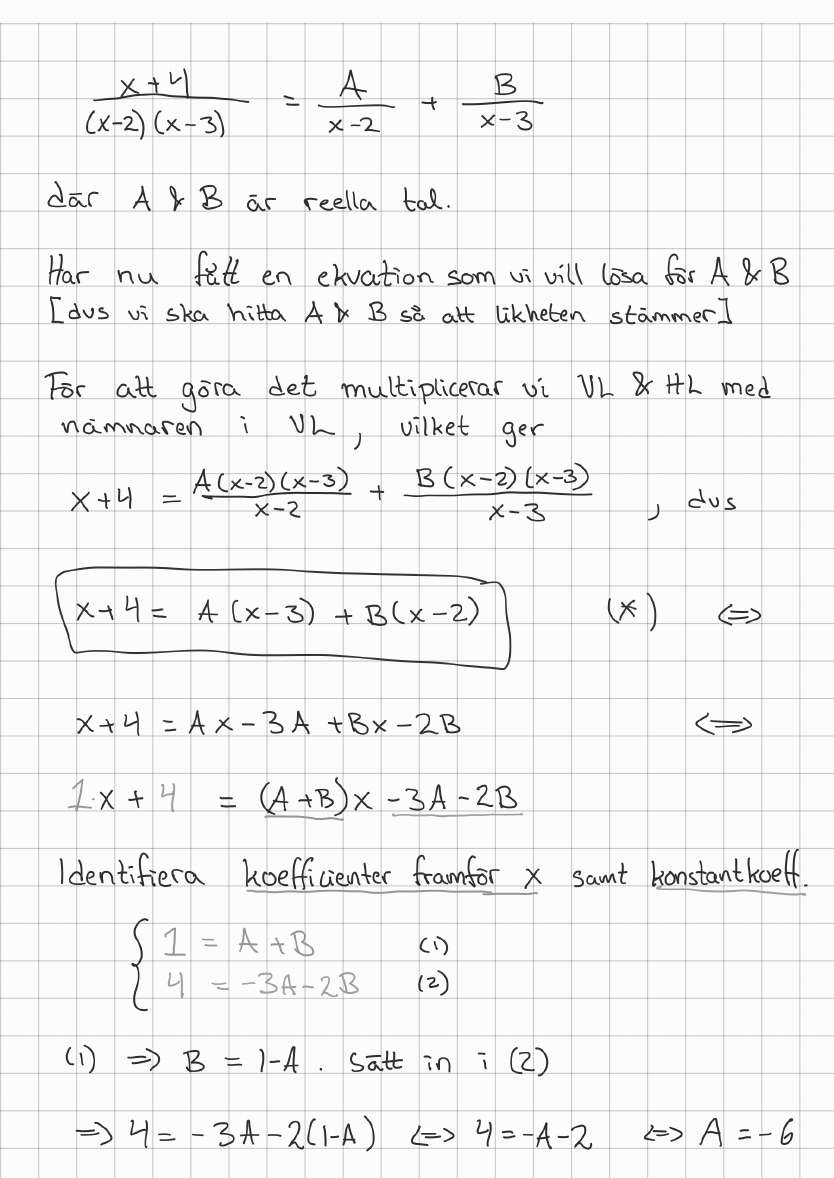 (x+4)/((x-2)(x-3)) = A/(x-2) + B/(x-3)
där A & B är reella tal.
Har nu fått en ekvation som vi vill lösa för A & B
[dvs vi ska hitta A & B så att likheten stämmer]
För att göra det multiplicerar vi VL & HL med
nämnaren i VL, vilket ger
x+4 = A(x-2)(x-3)/(x-2) + B(x-2)(x-3)/(x-3) , dvs
x+4 = A(x-3) + B(x-2) (*) <=>
x+4 = Ax-3A+Bx-2B <=>
1·x + 4 = (A+B)x -3A-2B
Identifiera koefficienter framför x samt konstantkoeff.
{ 1 = A+B (1)
4 = -3A-2B (2)
(1) => B = 1-A . Sätt in i (2)
=> 4 = -3A-2(1-A) <=> 4 = -A-2 <=> A = -6